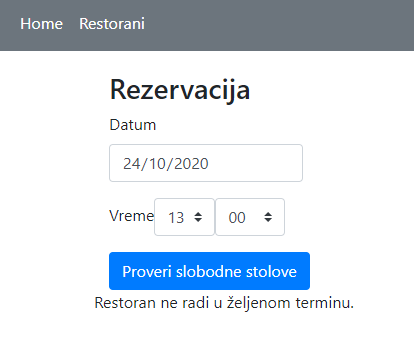 Home Restorani
Rezervacija
Datum
24/10/2020
Vreme 13 00
Proveri slobodne stolove
Restoran ne radi u željenom terminu.